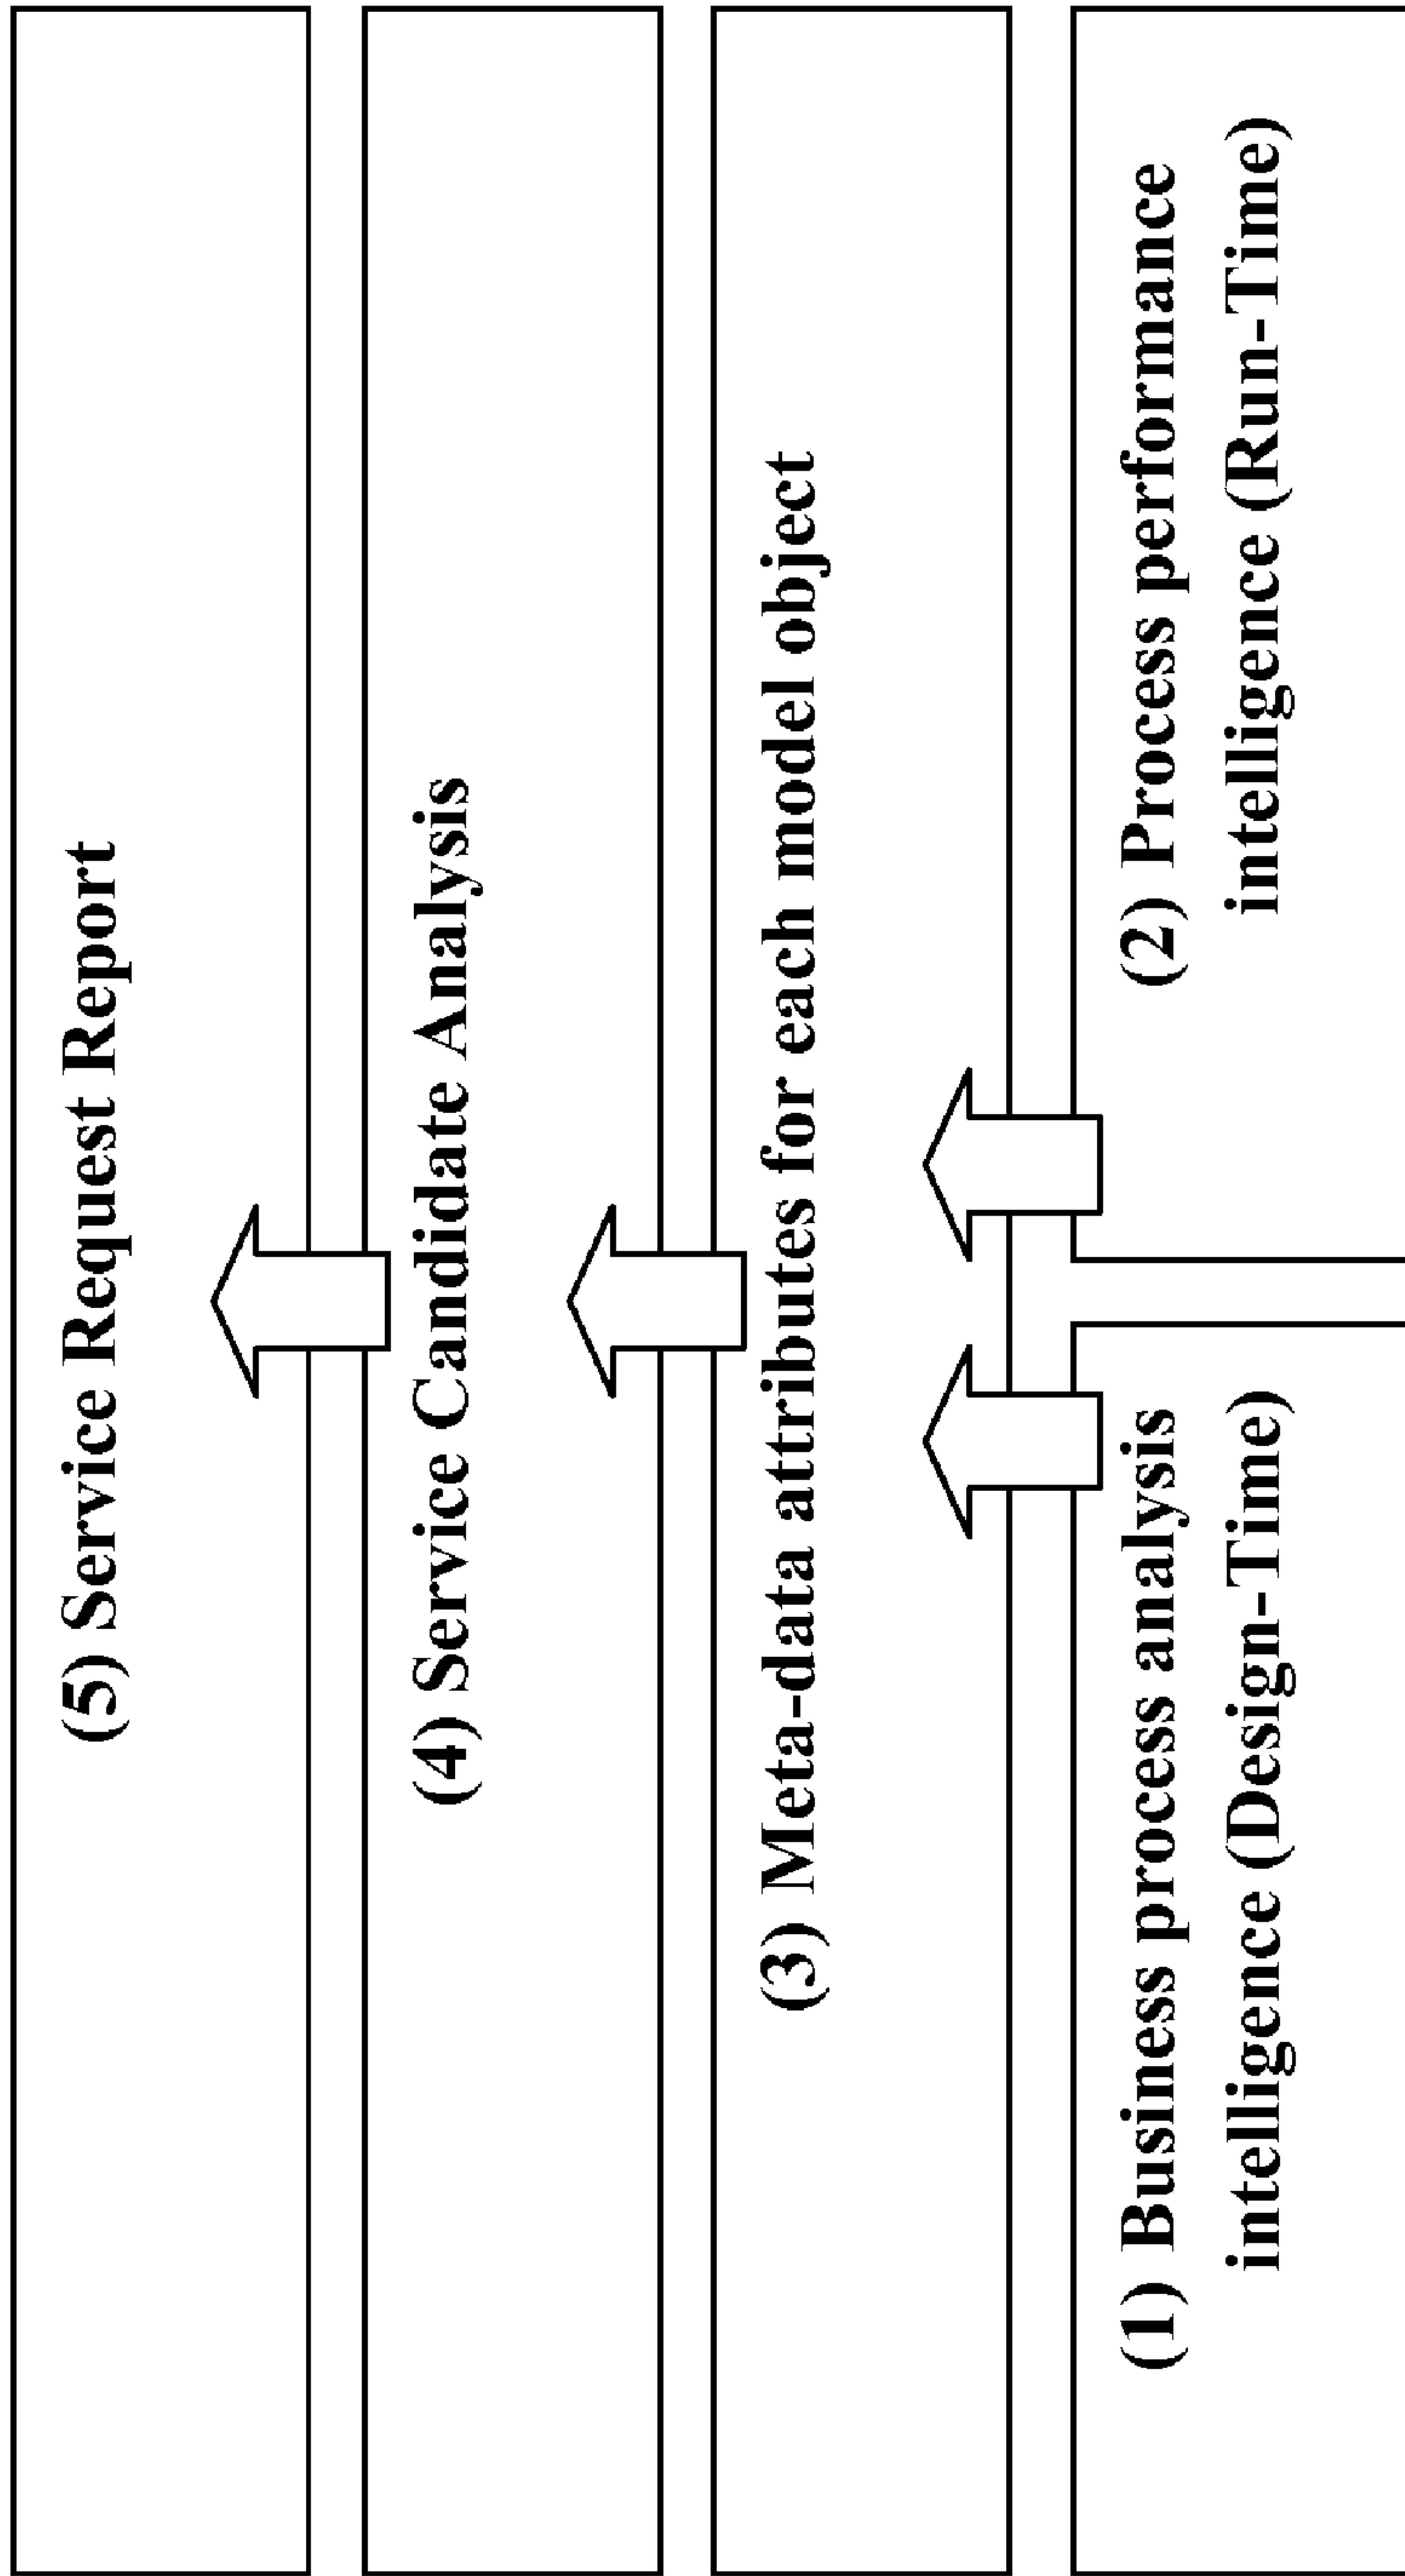 (5) Service Request Report
(4) Service Candidate Analysis
(3) Meta-data attributes for each model object
(1) Business process analysis
intelligence (Design-Time)
(2) Process performance
intelligence (Run-Time)